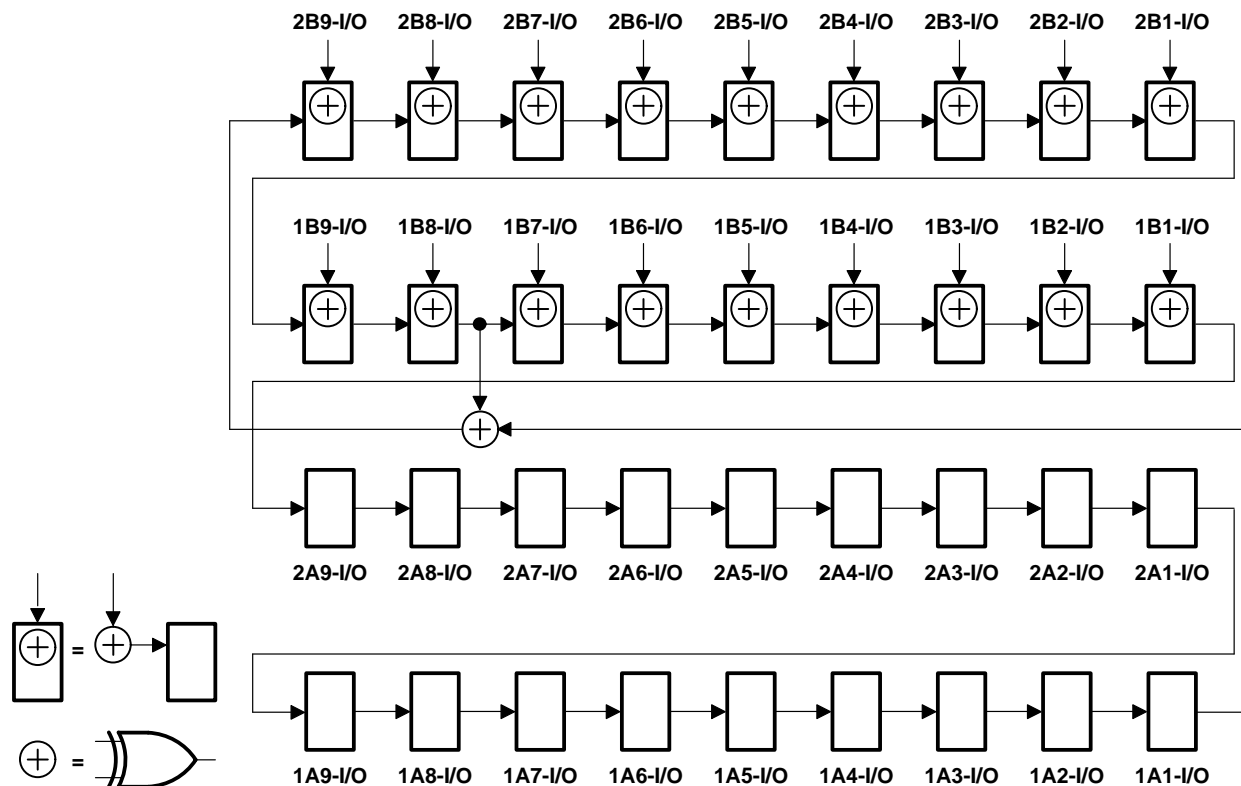 2B9-I/O 2B8-I/O 2B7-I/O 2B6-I/O 2B5-I/O 2B4-I/O 2B3-I/O 2B2-I/O 2B1-I/O
1B9-I/O 1B8-I/O 1B7-I/O 1B6-I/O 1B5-I/O 1B4-I/O 1B3-I/O 1B2-I/O 1B1-I/O
2A9-I/O 2A8-I/O 2A7-I/O 2A6-I/O 2A5-I/O 2A4-I/O 2A3-I/O 2A2-I/O 2A1-I/O
=
=
1A9-I/O 1A8-I/O 1A7-I/O 1A6-I/O 1A5-I/O 1A4-I/O 1A3-I/O 1A2-I/O 1A1-I/O